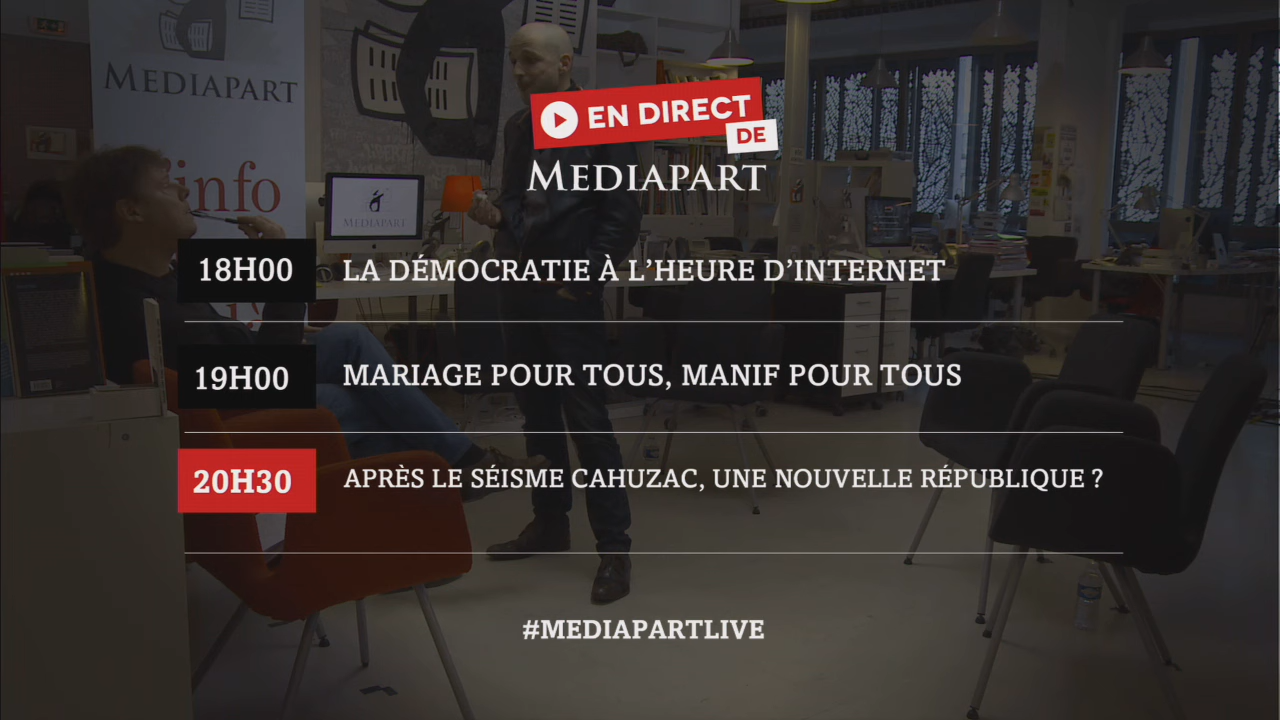 MEDIAPART
info
MEDIAPART
EN DIRECT
DE
MEDIAPART
18H00 LA DÉMOCRATIE À L’HEURE D’INTERNET
19H00 MARIAGE POUR TOUS, MANIF POUR TOUS
20H30 APRÈS LE SÉISME CAHUZAC, UNE NOUVELLE RÉPUBLIQUE ?
#MEDIAPARTLIVE